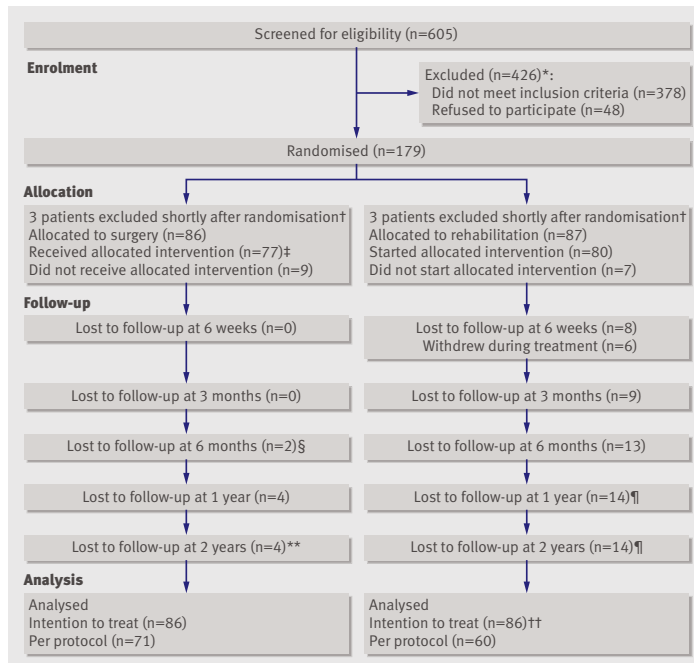 Screened for eligibility (n=605)
Enrolment
Excluded (n=426)*:
Did not meet inclusion criteria (n=378)
Refused to participate (n=48)
Randomised (n=179)
Allocation
3 patients excluded shortly after randomisation†
Allocated to surgery (n=86)
Received allocated intervention (n=77)‡
Did not receive allocated intervention (n=9)
3 patients excluded shortly after randomisation†
Allocated to rehabilitation (n=87)
Started allocated intervention (n=80)
Did not start allocated intervention (n=7)
Follow-up
Lost to follow-up at 6 weeks (n=0)
Lost to follow-up at 6 weeks (n=8)
Withdrew during treatment (n=6)
Lost to follow-up at 3 months (n=0)
Lost to follow-up at 3 months (n=9)
Lost to follow-up at 6 months (n=2)§
Lost to follow-up at 6 months (n=13)
Lost to follow-up at 1 year (n=4)
Lost to follow-up at 1 year (n=14)¶
Lost to follow-up at 2 years (n=4)**
Lost to follow-up at 2 years (n=14)¶
Analysis
Analysed
Intention to treat (n=86)
Per protocol (n=71)
Analysed
Intention to treat (n=86)††
Per protocol (n=60)